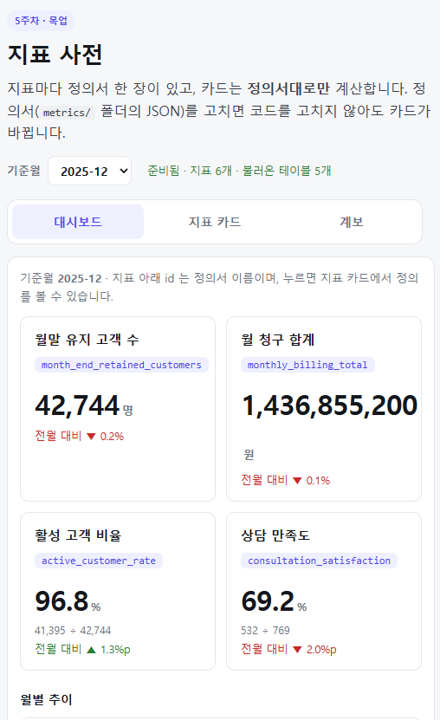 5주차 · 목업
지표 사전
지표마다 정의서 한 장이 있고, 카드는 정의서대로만 계산합니다. 정
의서( metrics/ 폴더의 JSON)를 고치면 코드를 고치지 않아도 카드가
바뀝니다.
기준월 2025-12 준비됨 · 지표 6개 · 불러온 테이블 5개
대시보드 지표 카드 계보
기준월 2025-12 · 지표 아래 id 는 정의서 이름이며, 누르면 지표 카드에서 정의
를 볼 수 있습니다.
월말 유지 고객 수
month_end_retained_customers
42,744 명
전월 대비 ▼ 0.2%
월 청구 합계
monthly_billing_total
1,436,855,200
원
전월 대비 ▼ 0.1%
활성 고객 비율
active_customer_rate
96.8 %
41,395 ÷ 42,744
전월 대비 ▲ 1.3%p
상담 만족도
consultation_satisfaction
69.2 %
532 ÷ 769
전월 대비 ▼ 2.0%p
월별 추이